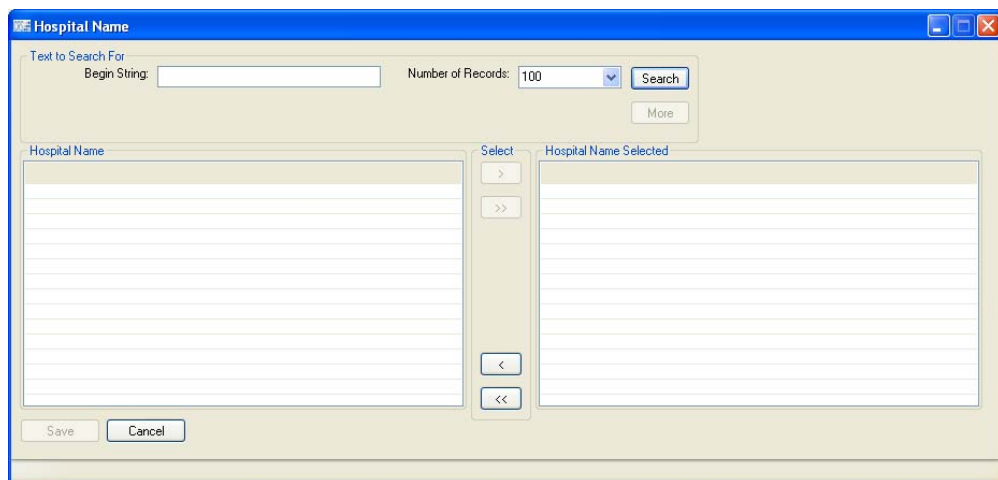 Hospital Name
Text to Search For
Begin String:
Number of Records: 100
Search
More
Hospital Name
Select
Hospital Name Selected
>
>>
<
<<
Save
Cancel